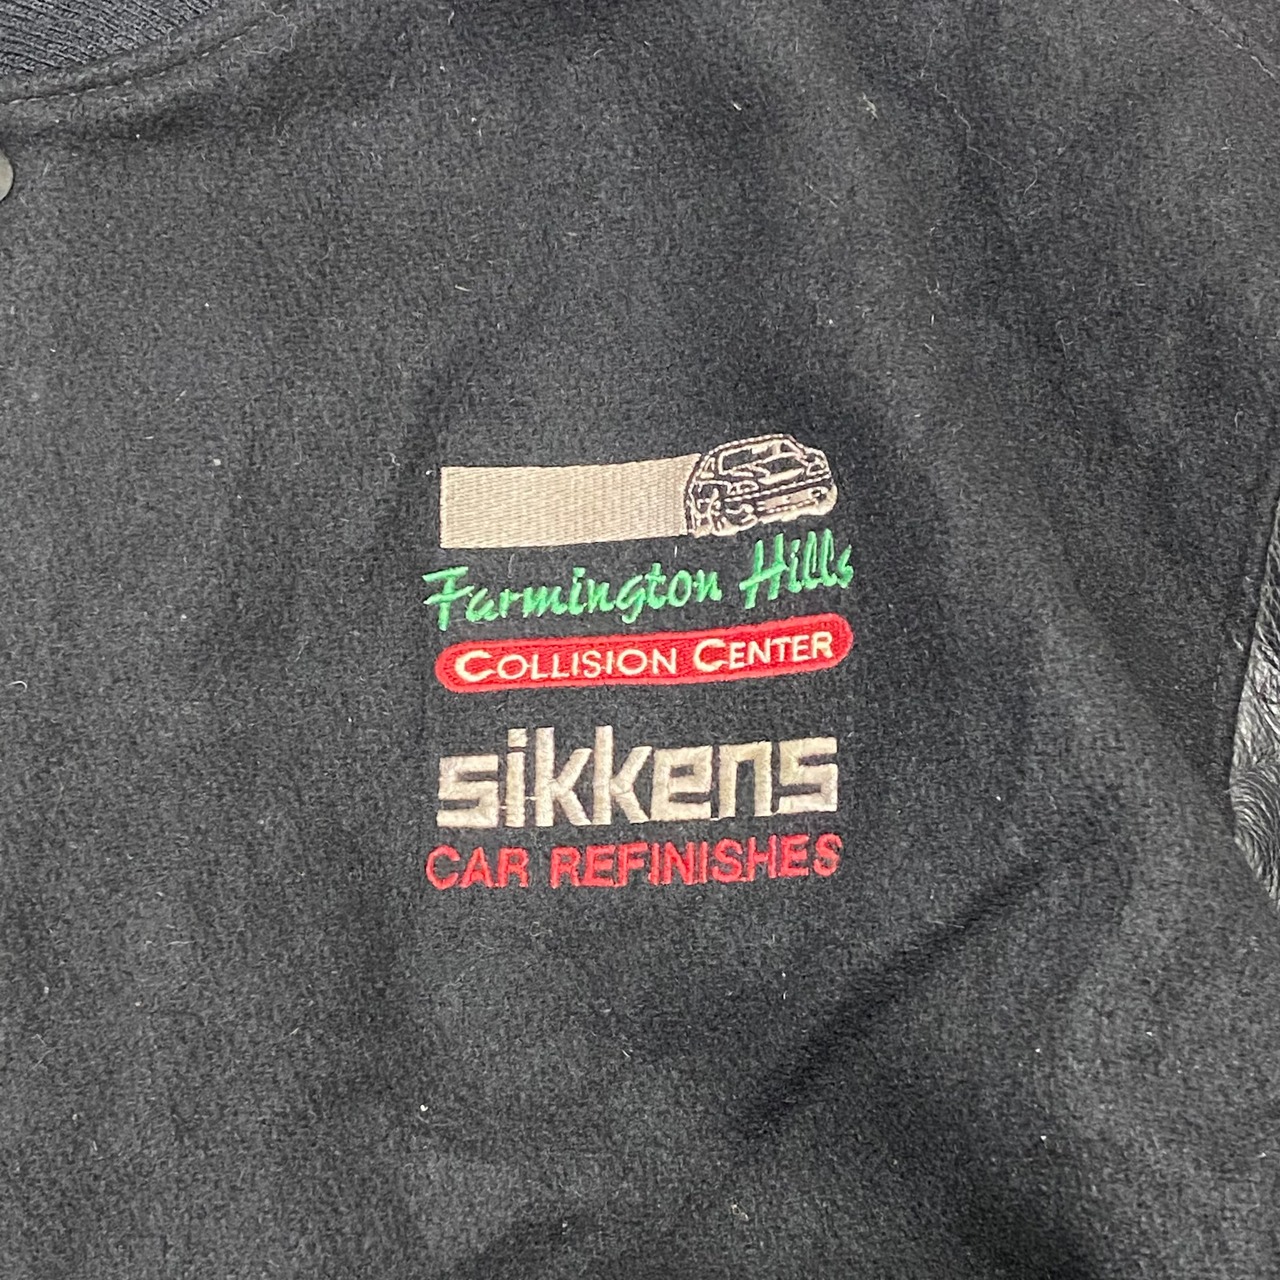 Farmington Hills
COLLISION CENTER
sikkens
CAR REFINISHES